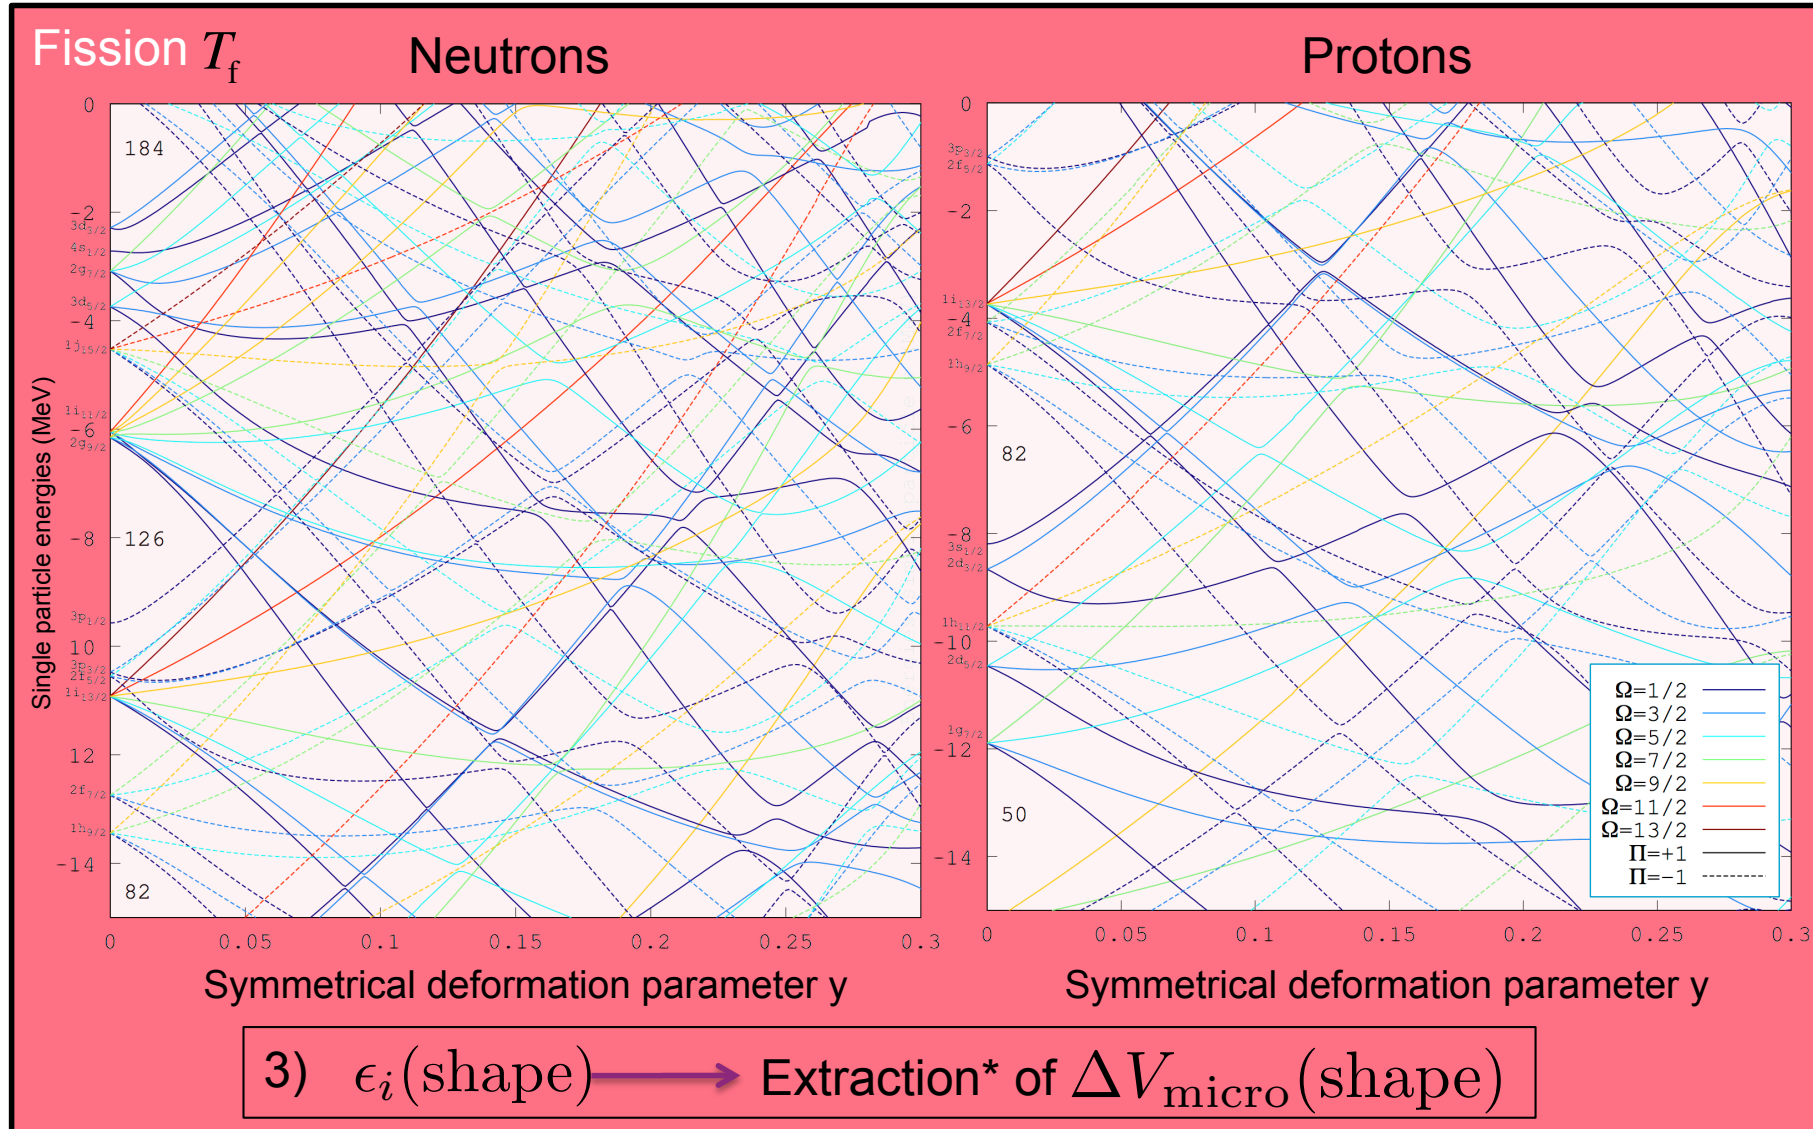 Fission T_f
Neutrons
Protons
Single particle energies (MeV)
0
-2
-4
-6
-8
10
12
-14
184
126
82
3d3/2
4s1/2
2g7/2
3d5/2
1j15/2
1i11/2
2g9/2
3p1/2
3p3/2
2f5/2
1i13/2
2f7/2
1h9/2
0 0.05 0.1 0.15 0.2 0.25 0.3
Symmetrical deformation parameter y
0
-2
-4
-6
-8
-10
-12
-14
82
50
3p3/2
2f5/2
1i13/2
2f7/2
1h9/2
3s1/2
2d3/2
1h11/2
2d5/2
1g7/2
Ω=1/2
Ω=3/2
Ω=5/2
Ω=7/2
Ω=9/2
Ω=11/2
Ω=13/2
Π=+1
Π=−1
0 0.05 0.1 0.15 0.2 0.25 0.3
Symmetrical deformation parameter y
3) ϵ_i(shape) → Extraction* of ΔV_micro(shape)